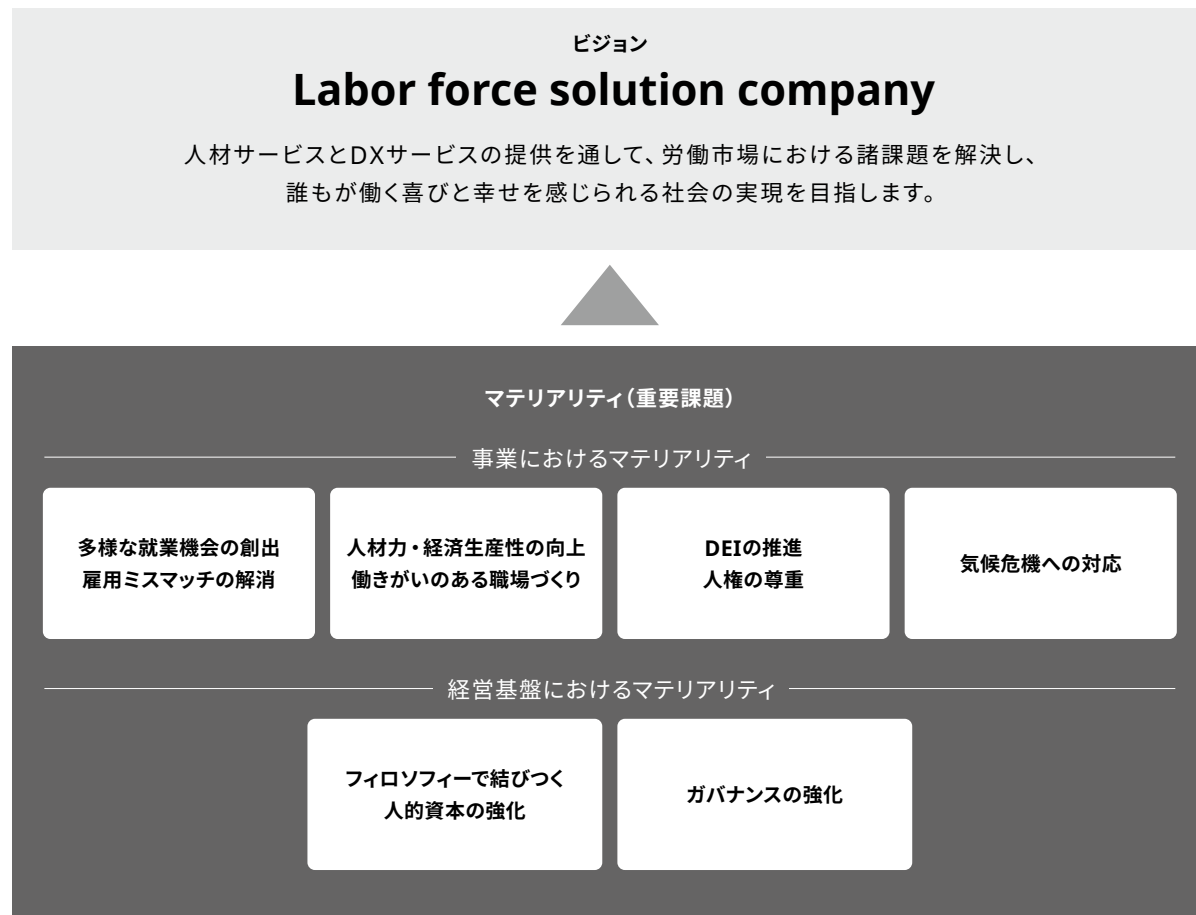 ビジョン
Labor force solution company
人材サービスとDXサービスの提供を通して、労働市場における諸課題を解決し、
誰もが働く喜びと幸せを感じられる社会の実現を目指します。
マテリアリティ(重要課題)
事業におけるマテリアリティ
多様な就業機会の創出
雇用ミスマッチの解消
人材力・経済生産性の向上
働きがいのある職場づくり
DEIの推進
人権の尊重
気候危機への対応
経営基盤におけるマテリアリティ
フィロソフィーで結びつく
人的資本の強化
ガバナンスの強化